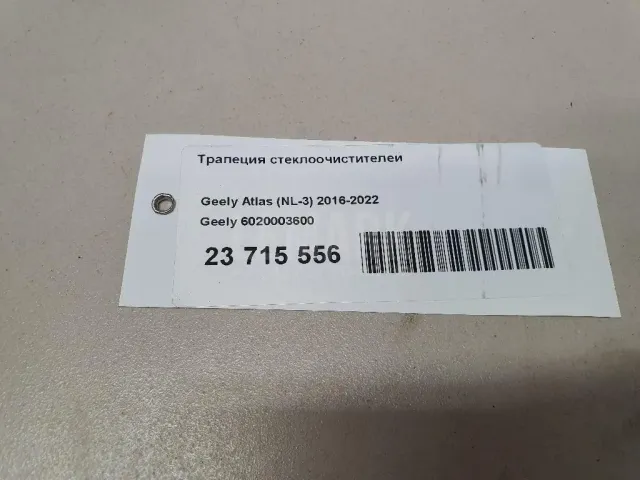 Трапеция стеклоочистителей
Geely Atlas (NL-3) 2016-2022
Geely 6020003600
23 715 556